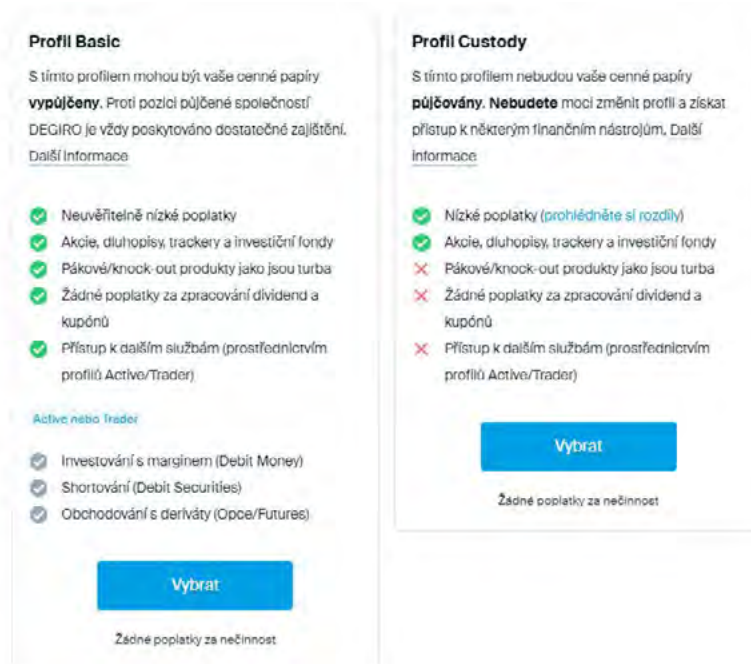 Profil Basic
S tímto profilem mohou být vaše cenné papíry
vypůjčeny. Proti pozici půjčené společností
DEGIRO je vždy poskytováno dostatečné zajištění.
Další informace
Neuvěřitelně nízké poplatky
Akcie, dluhopisy, trackery a investiční fondy
Pákové/knock-out produkty jako jsou turba
Žádné poplatky za zpracování dividend a
kupónů
Přístup k dalším službám (prostřednictvím
profilů Active/Trader)
Active nebo Trader
Investování s marginem (Debit Money)
Shortování (Debit Securities)
Obchodování s deriváty (Opce/Futures)
Vybrat
Žádné poplatky za nečinnost
Profil Custody
S tímto profilem nebudou vaše cenné papíry
půjčovány. Nebudete moci změnit profil a získat
přístup k některým finančním nástrojům. Další
informace
Nízké poplatky (prohlédněte si rozdíly)
Akcie, dluhopisy, trackery a investiční fondy
Pákové/knock-out produkty jako jsou turba
Žádné poplatky za zpracování dividend a
kupónů
Přístup k dalším službám (prostřednictvím
profilů Active/Trader)
Vybrat
Žádné poplatky za nečinnost